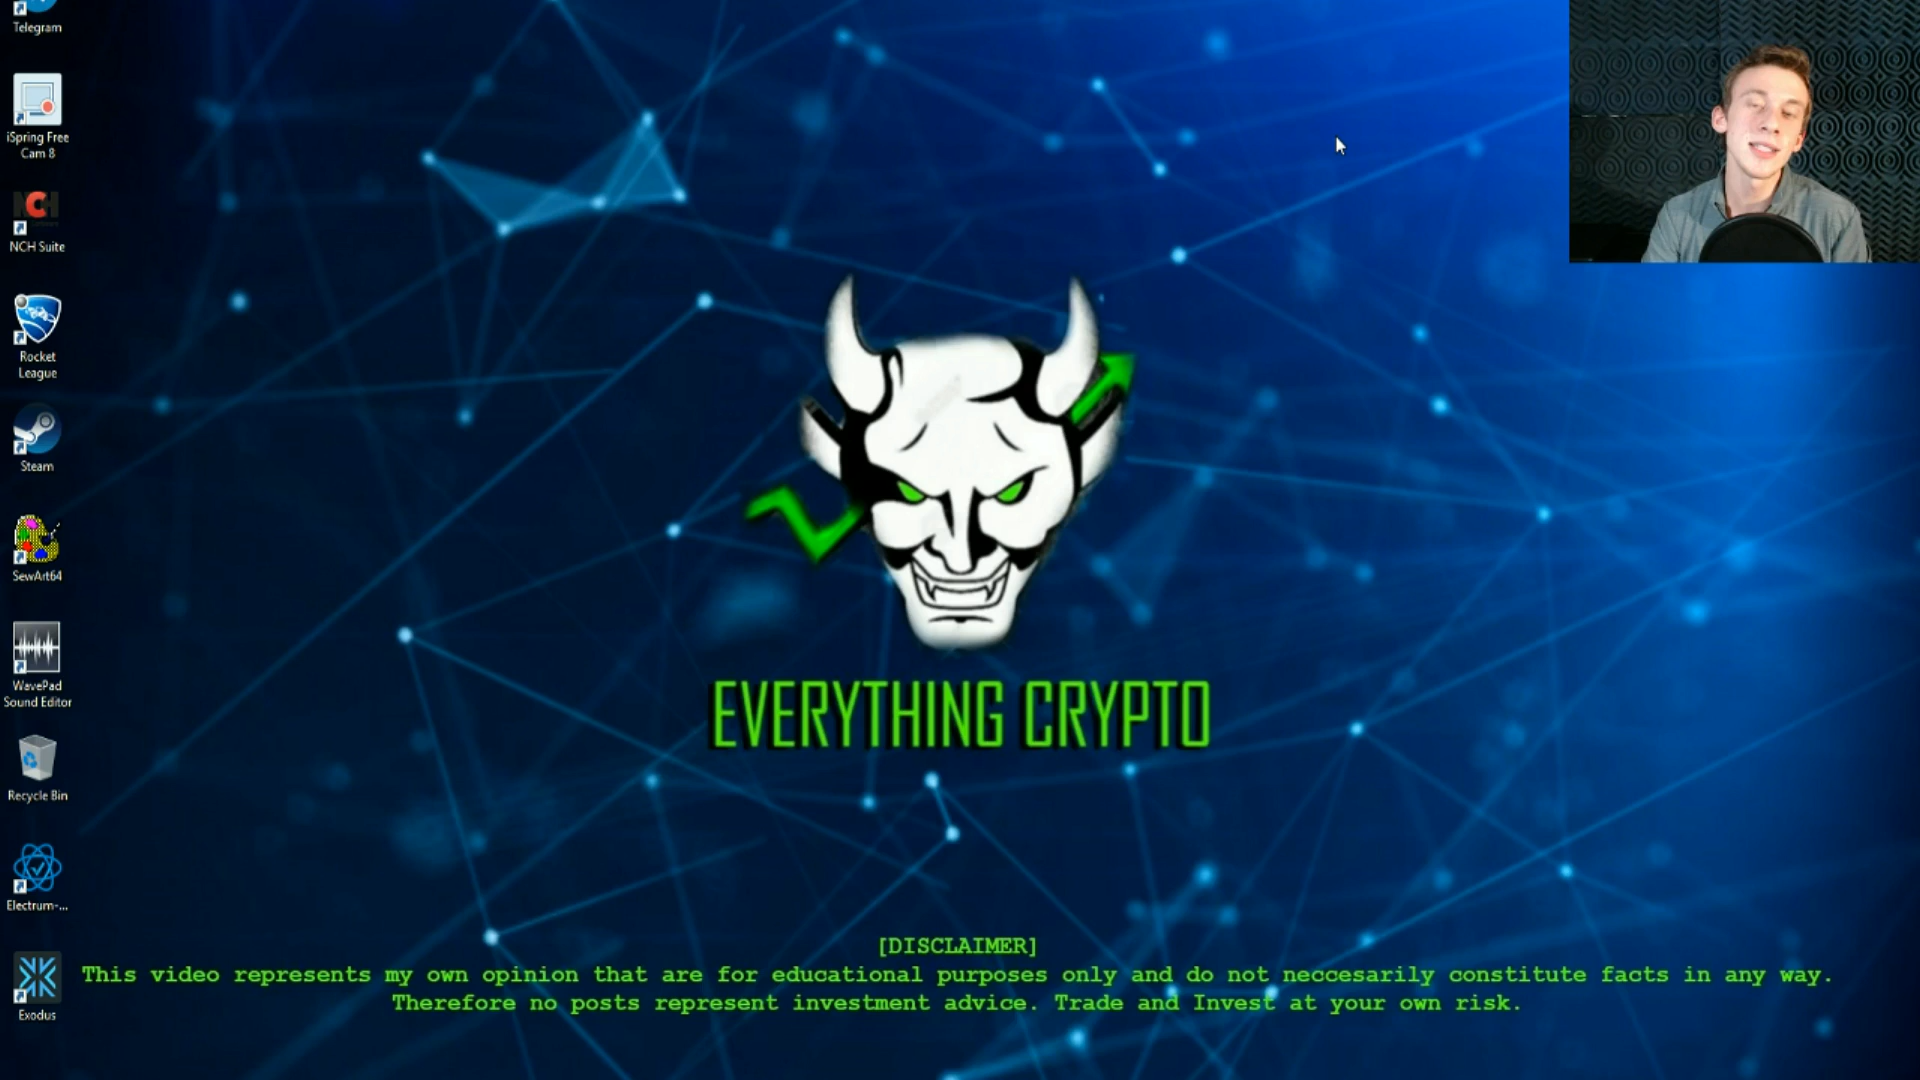 Telegram
iSpring Free
Cam 8
NCH
NCH Suite
Rocket
League
Steam
SewArt64
WavePad
Sound Editor
Recycle Bin
Electrum-...
Exodus
EVERYTHING CRYPTO
[DISCLAIMER]
This video represents my own opinion that are for educational purposes only and do not neccesarily constitute facts in any way.
Therefore no posts represent investment advice. Trade and Invest at your own risk.